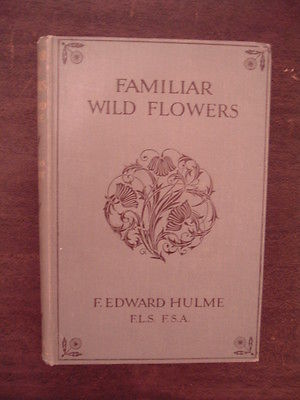 FAMILIAR
WILD FLOWERS
F. EDWARD HULME
F.L.S. F.S.A.